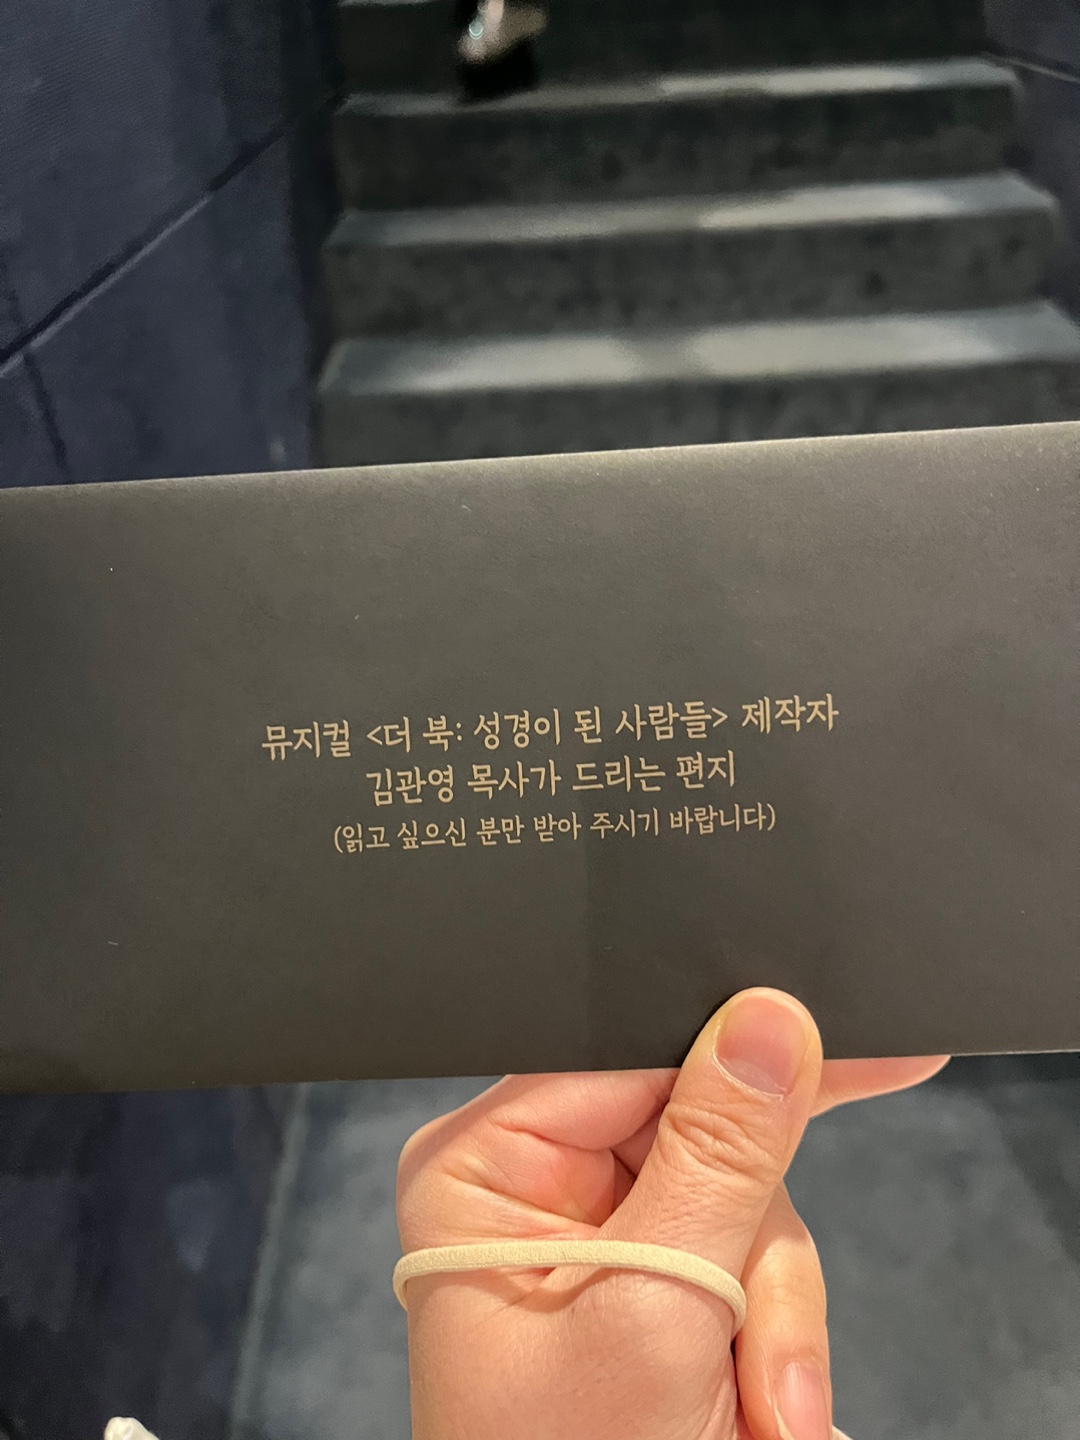 뮤지컬 <더 북: 성경이 된 사람들> 제작자
김관영 목사가 드리는 편지
(읽고 싶으신 분만 받아 주시기 바랍니다)